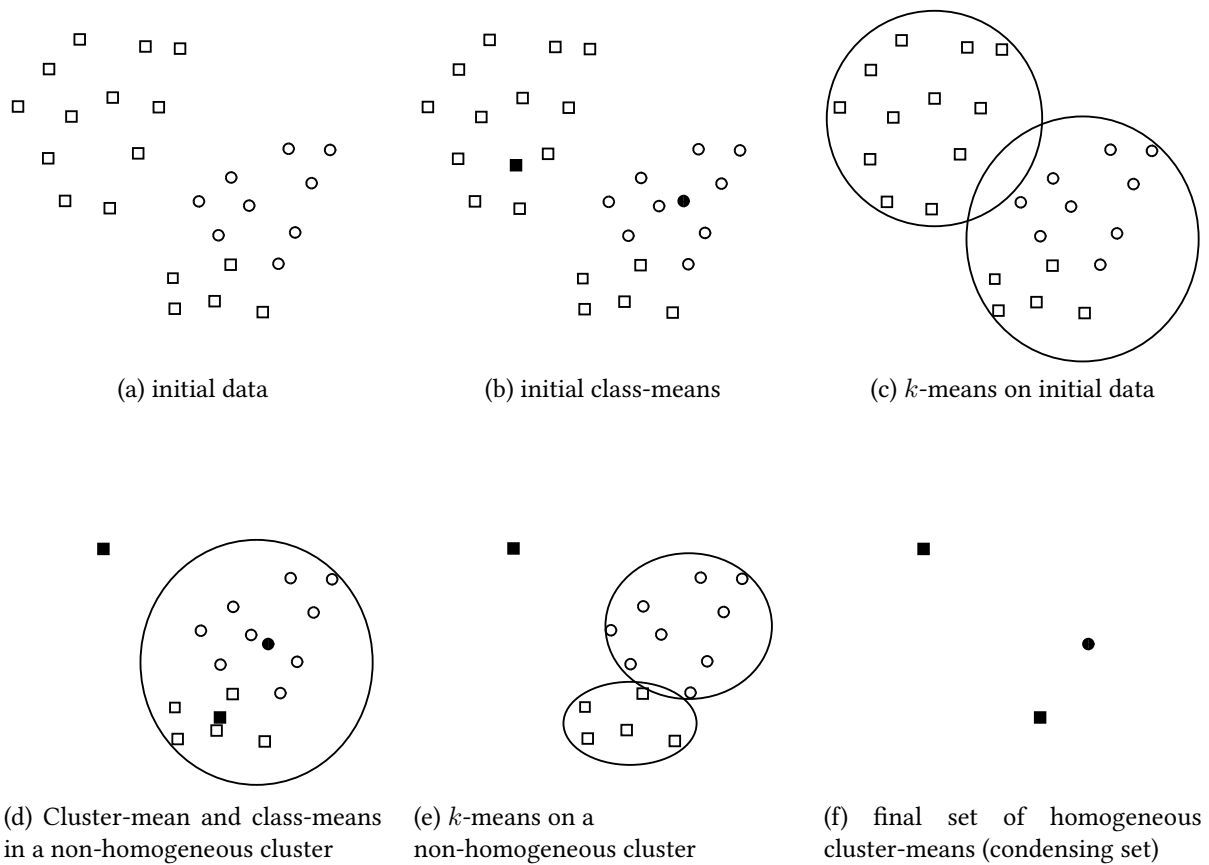 (a) initial data
(b) initial class-means
(c) k-means on initial data
(d) Cluster-mean and class-means
in a non-homogeneous cluster
(e) k-means on a
non-homogeneous cluster
(f) final set of homogeneous
cluster-means (condensing set)